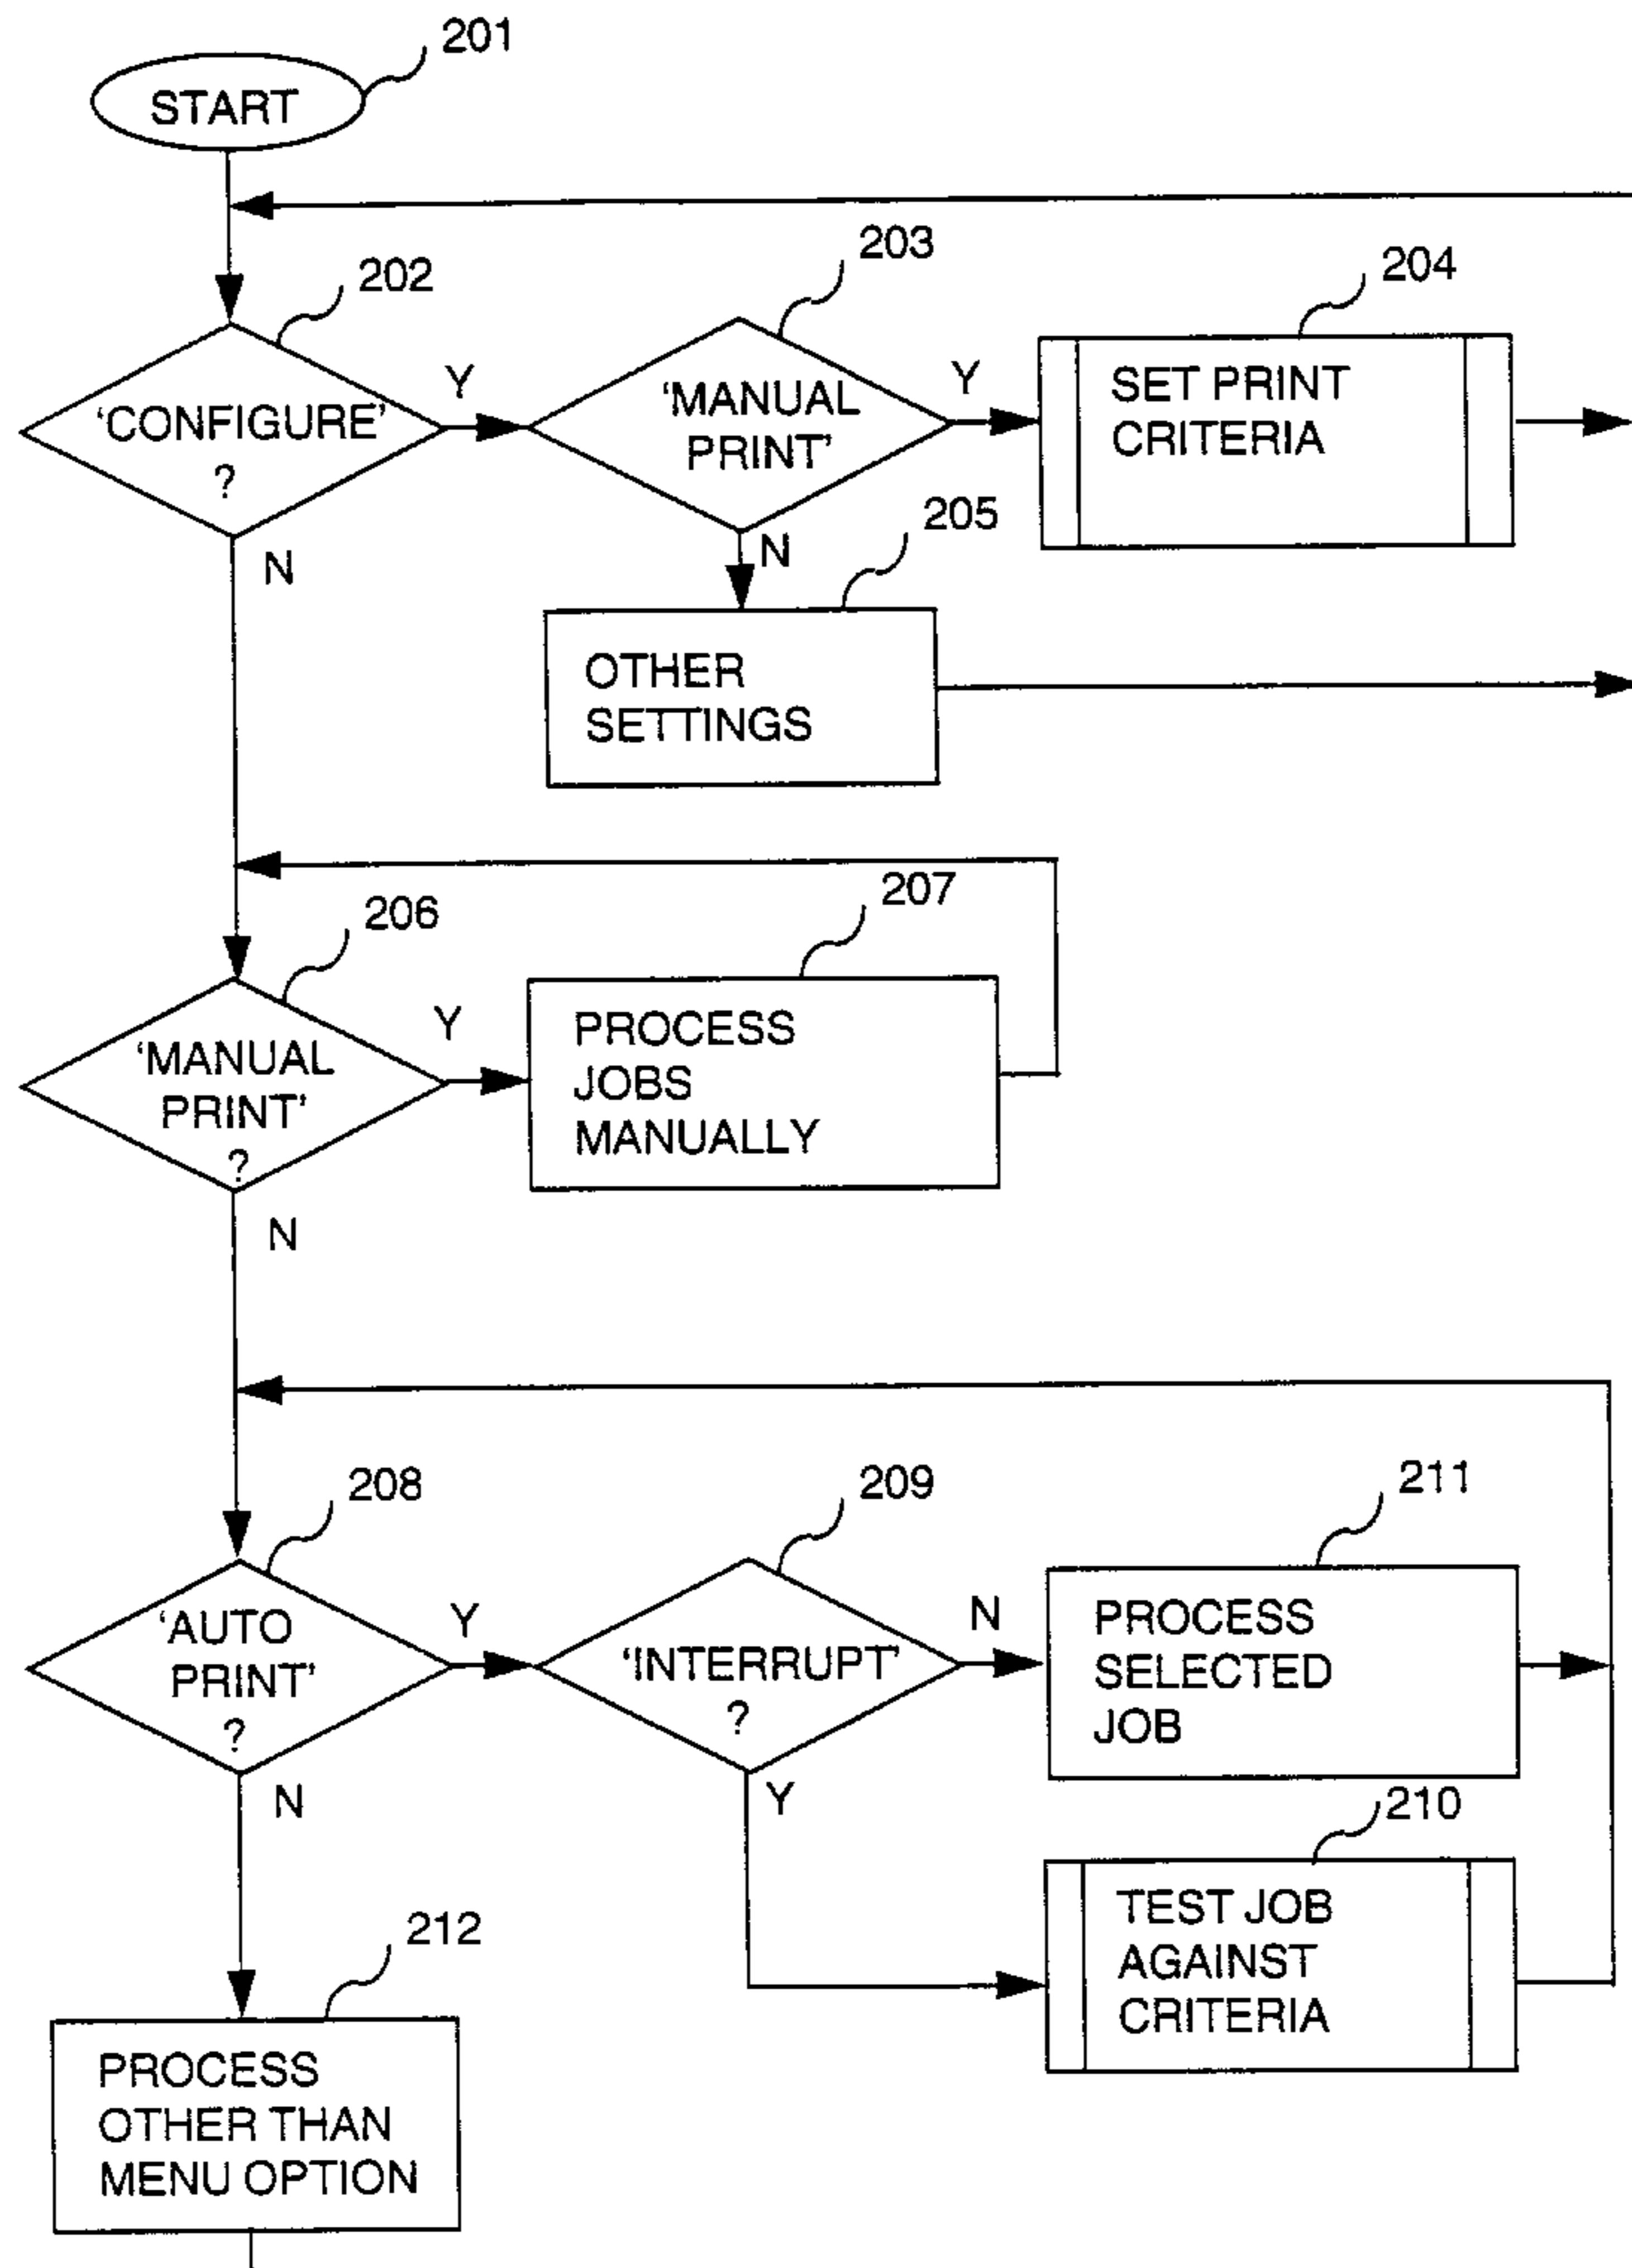 201
START
202
203
204
'CONFIGURE'
?
Y
'MANUAL
PRINT'
Y
SET PRINT
CRITERIA
N
N
205
OTHER
SETTINGS
206
207
'MANUAL
PRINT'
?
Y
PROCESS
JOBS
MANUALLY
N
208
209
211
'AUTO
PRINT'
?
Y
'INTERRUPT'
?
N
PROCESS
SELECTED
JOB
N
Y
210
TEST JOB
AGAINST
CRITERIA
212
PROCESS
OTHER THAN
MENU OPTION